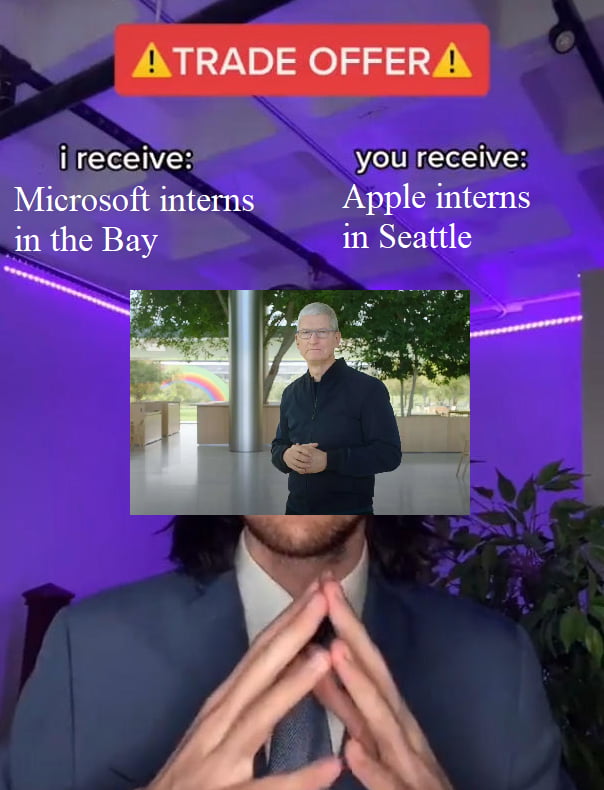 ⚠TRADE OFFER⚠
i receive:
Microsoft interns
in the Bay
you receive:
Apple interns
in Seattle